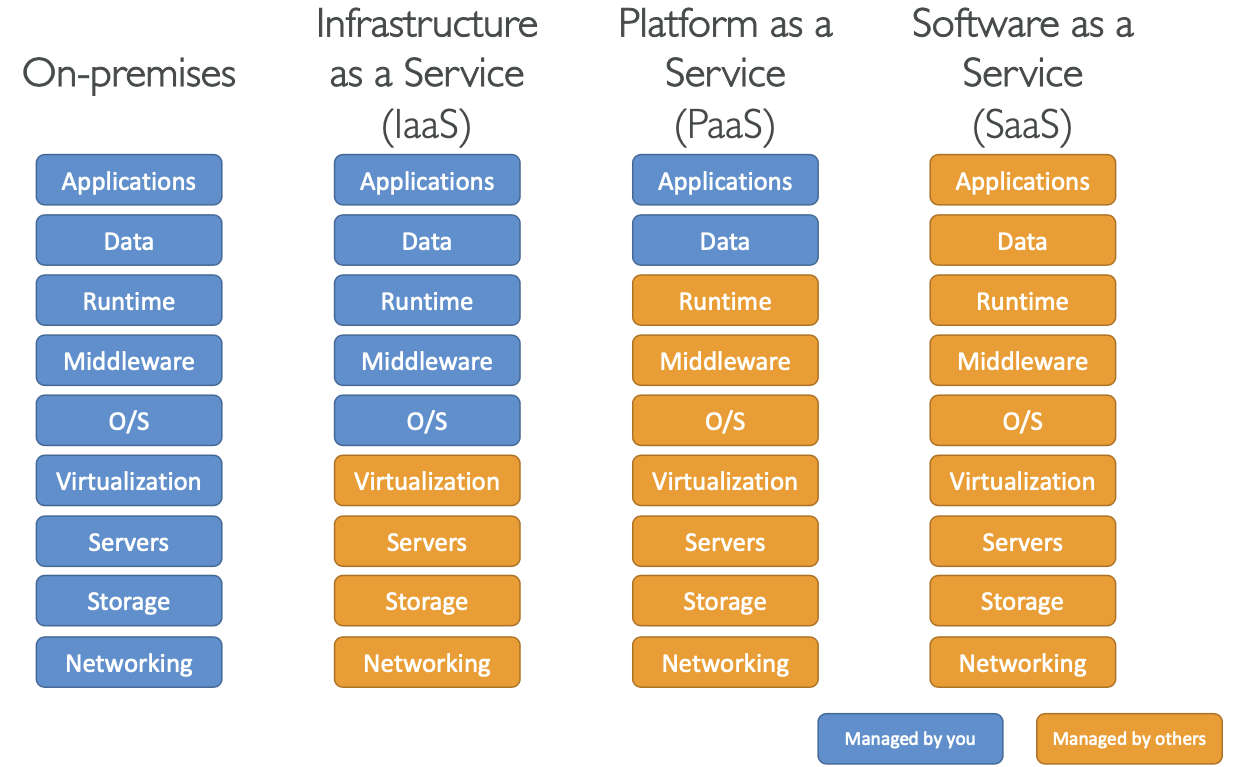 On-premises
Infrastructure
as a Service
(IaaS)
Platform as a
Service
(PaaS)
Software as a
Service
(SaaS)
Applications
Data
Runtime
Middleware
O/S
Virtualization
Servers
Storage
Networking
Applications
Data
Runtime
Middleware
O/S
Virtualization
Servers
Storage
Networking
Applications
Data
Runtime
Middleware
O/S
Virtualization
Servers
Storage
Networking
Applications
Data
Runtime
Middleware
O/S
Virtualization
Servers
Storage
Networking
Managed by you
Managed by others